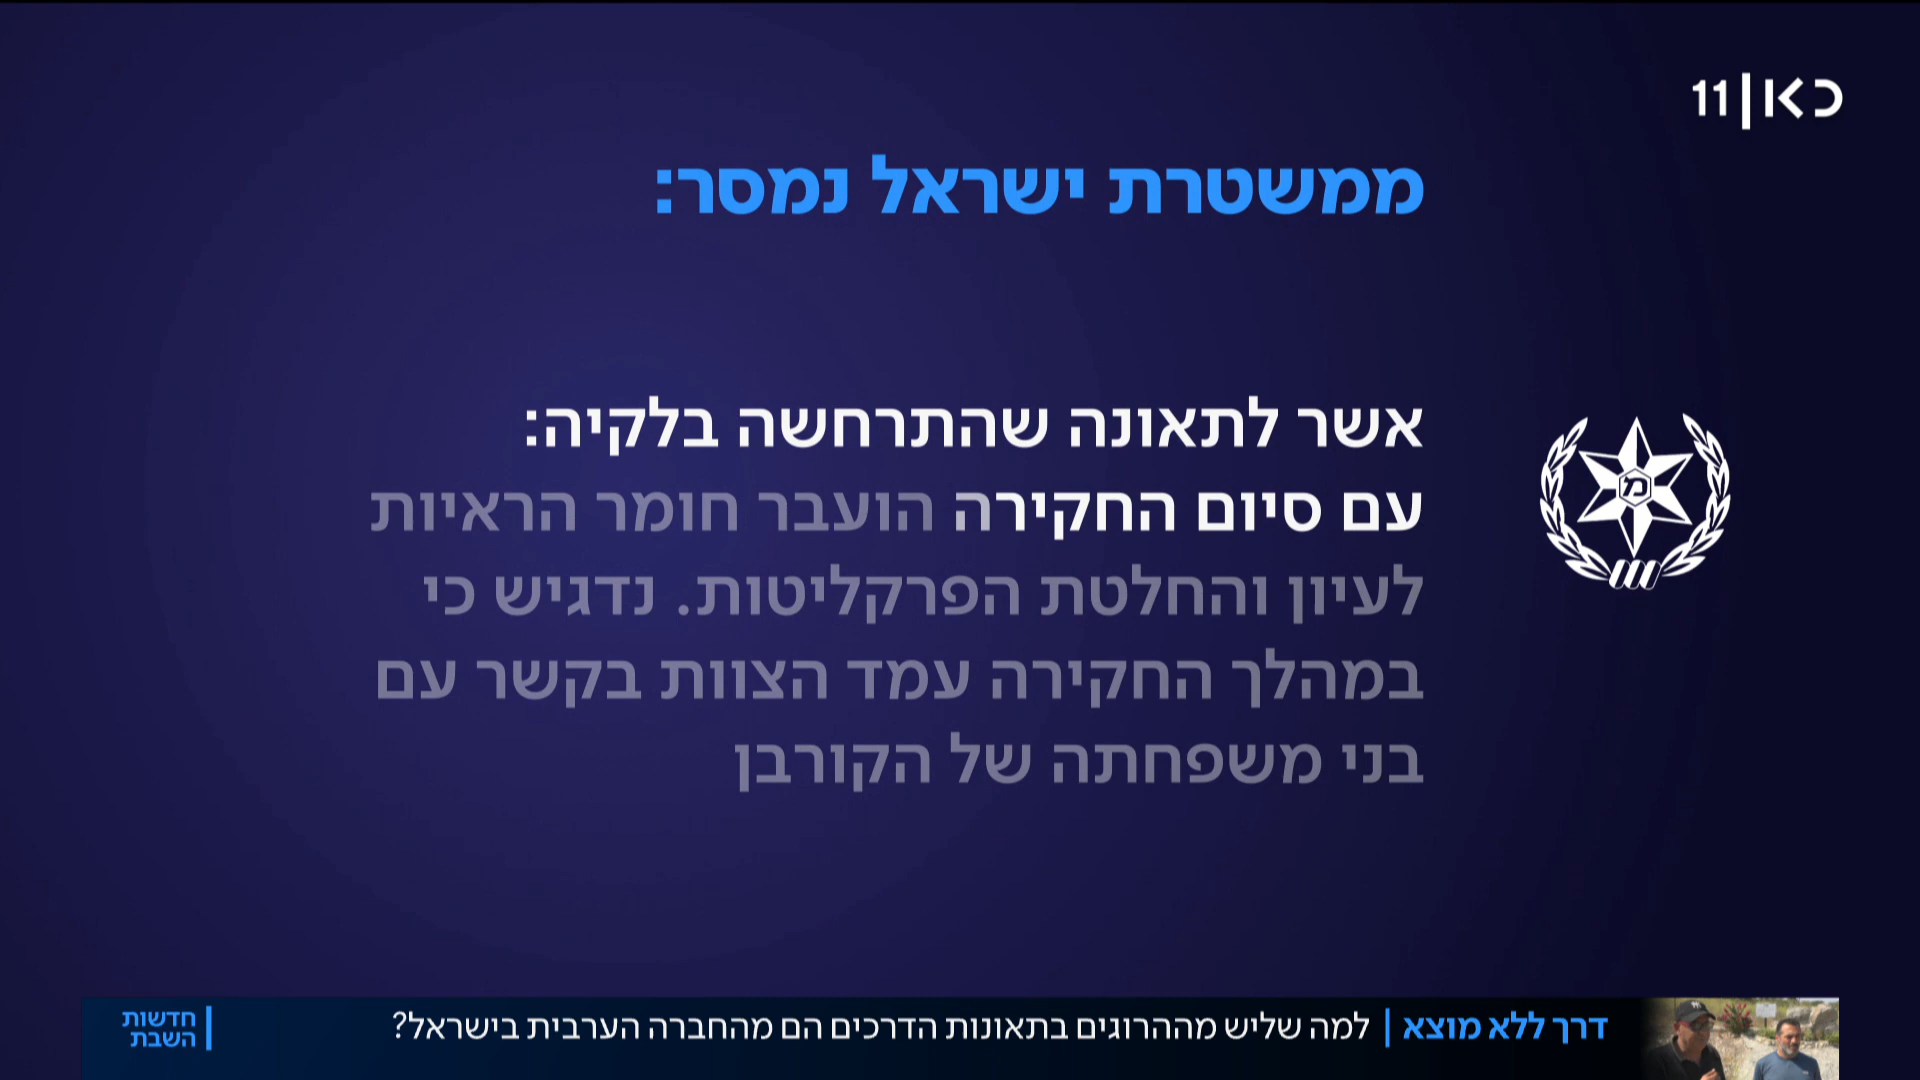 כאן 11
ממשטרת ישראל נמסר:
אשר לתאונה שהתרחשה בלקיה:
עם סיום החקירה הועבר חומר הראיות
לעיון והחלטת הפרקליטות. נדגיש כי
במהלך החקירה עמד הצוות בקשר עם
בני משפחתה של הקורבן
מ
דרך ללא מוצא | למה שליש מההרוגים בתאונות הדרכים הם מהחברה הערבית בישראל?
חדשות
השבת